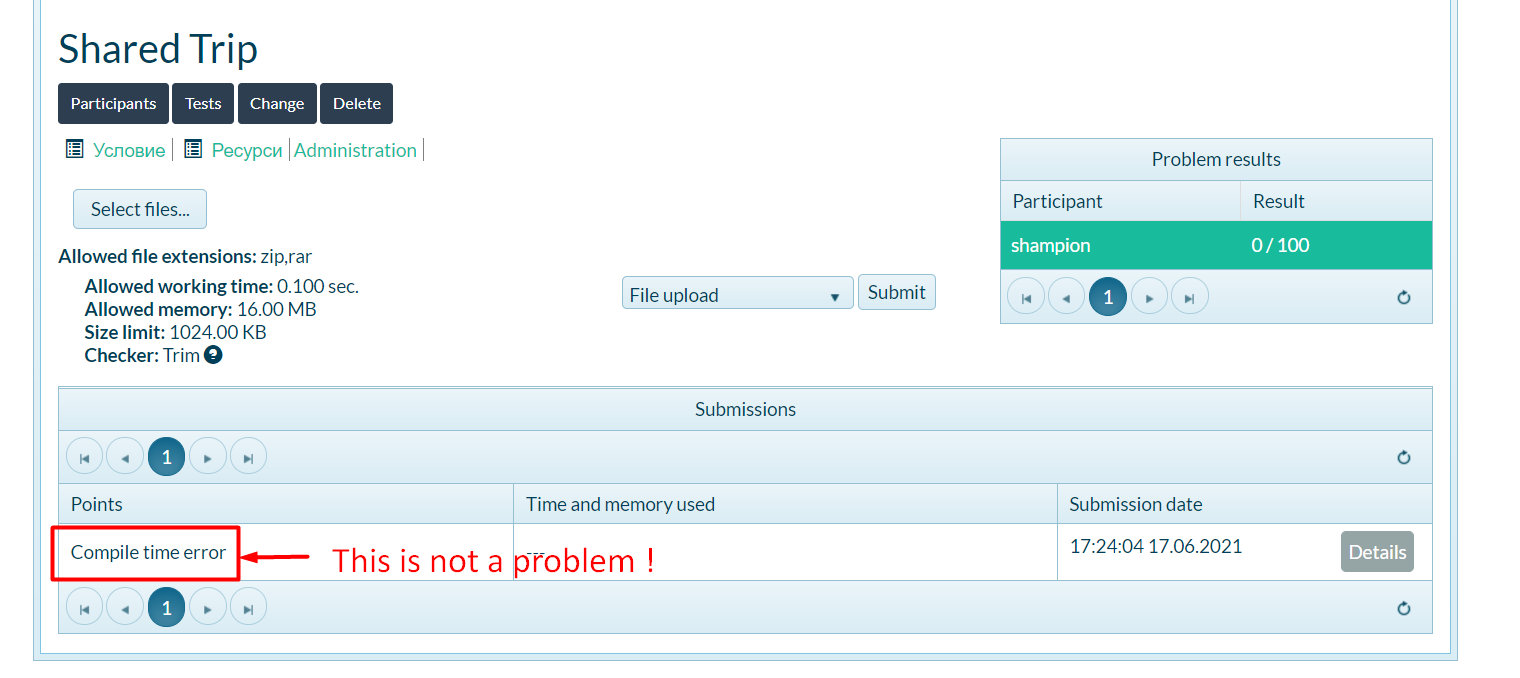 Shared Trip
Participants Tests Change Delete
Условие Ресурси Administration
Select files...
Allowed file extensions: zip,rar
Allowed working time: 0.100 sec.
Allowed memory: 16.00 MB
Size limit: 1024.00 KB
Checker: Trim ?
File upload Submit
Problem results
Participant Result
shampion 0 / 100
1
Submissions
1
Points Time and memory used Submission date
Compile time error --- 17:24:04 17.06.2021 Details
This is not a problem !
1